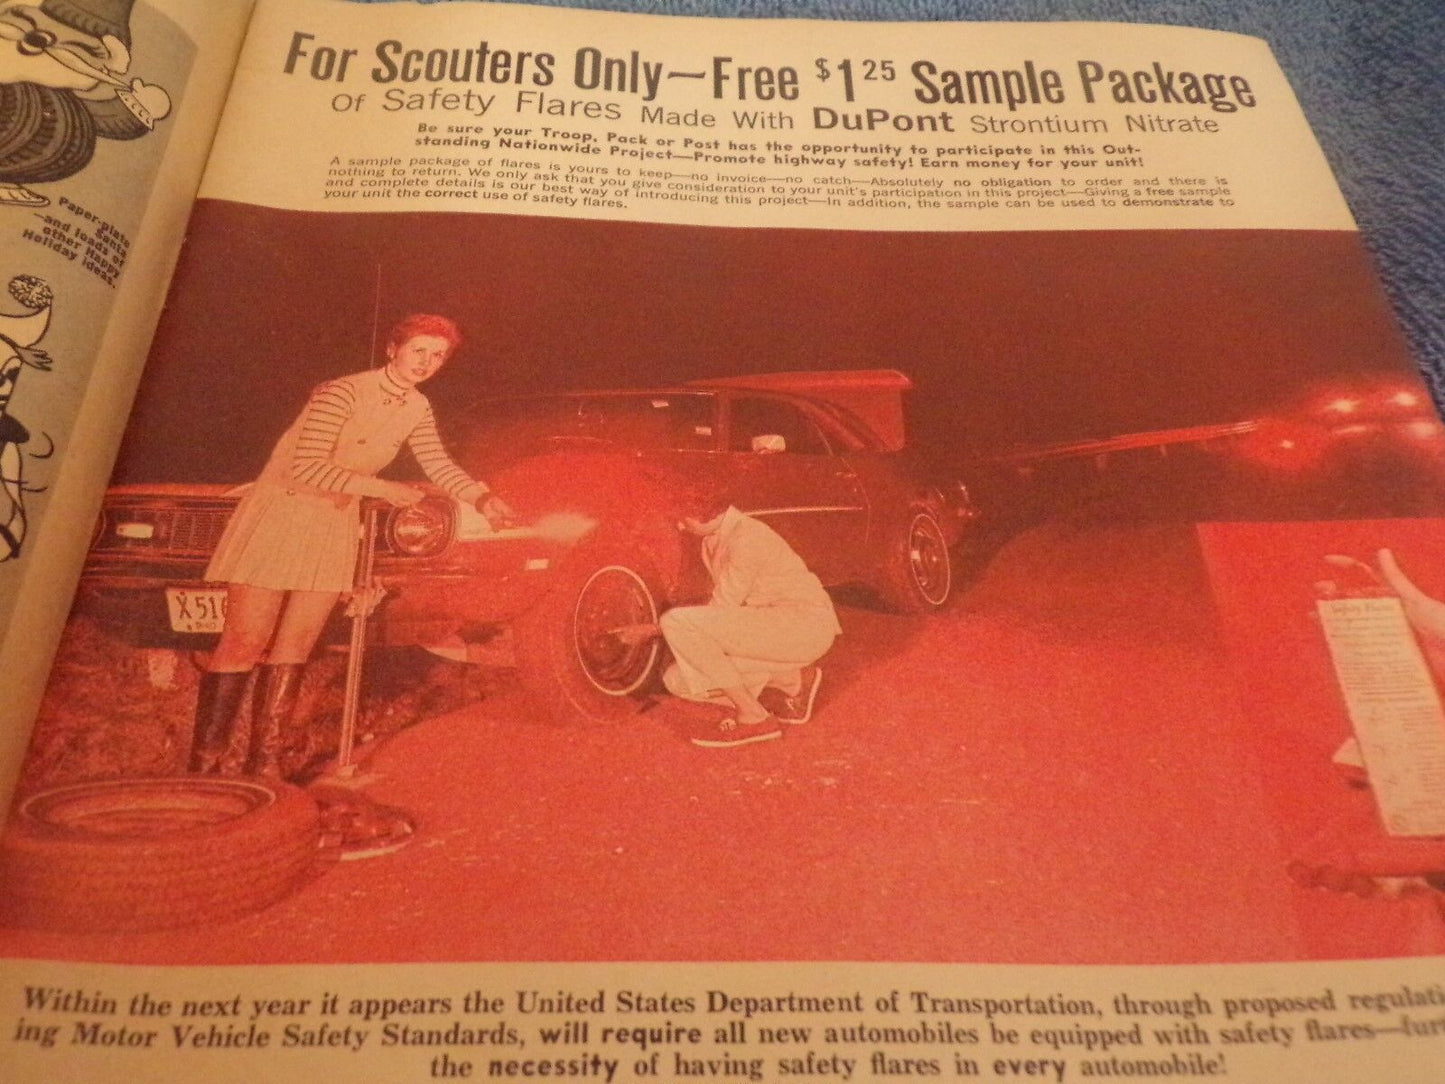 For Scouters Only—Free $1 25 Sample Package
Of Safety Flares Made With DuPont Strontium Nitrate
Be sure your Troop, Pack or Post has the opportunity to participate in this Out-
standing Nationwide Project—Promote highway safety! Earn money for your unit!
A sample package of flares is yours to keep—no invoice—no catch—Absolutely no obligation to order and there is
nothing to return. We only ask that you give consideration to your unit's participation in this project—Giving a free sample
and complete details is our best way of introducing this project—In addition, the sample can be used to demonstrate to
your unit the correct use of safety flares.
Paper-plate
Santa
—and loads of
other Happy
Holiday ideas.
X516
Safety Flares
Within the next year it appears the United States Department of Transportation, through proposed regulati
ing Motor Vehicle Safety Standards, will require all new automobiles be equipped with safety flares—furt
the necessity of having safety flares in every automobile!